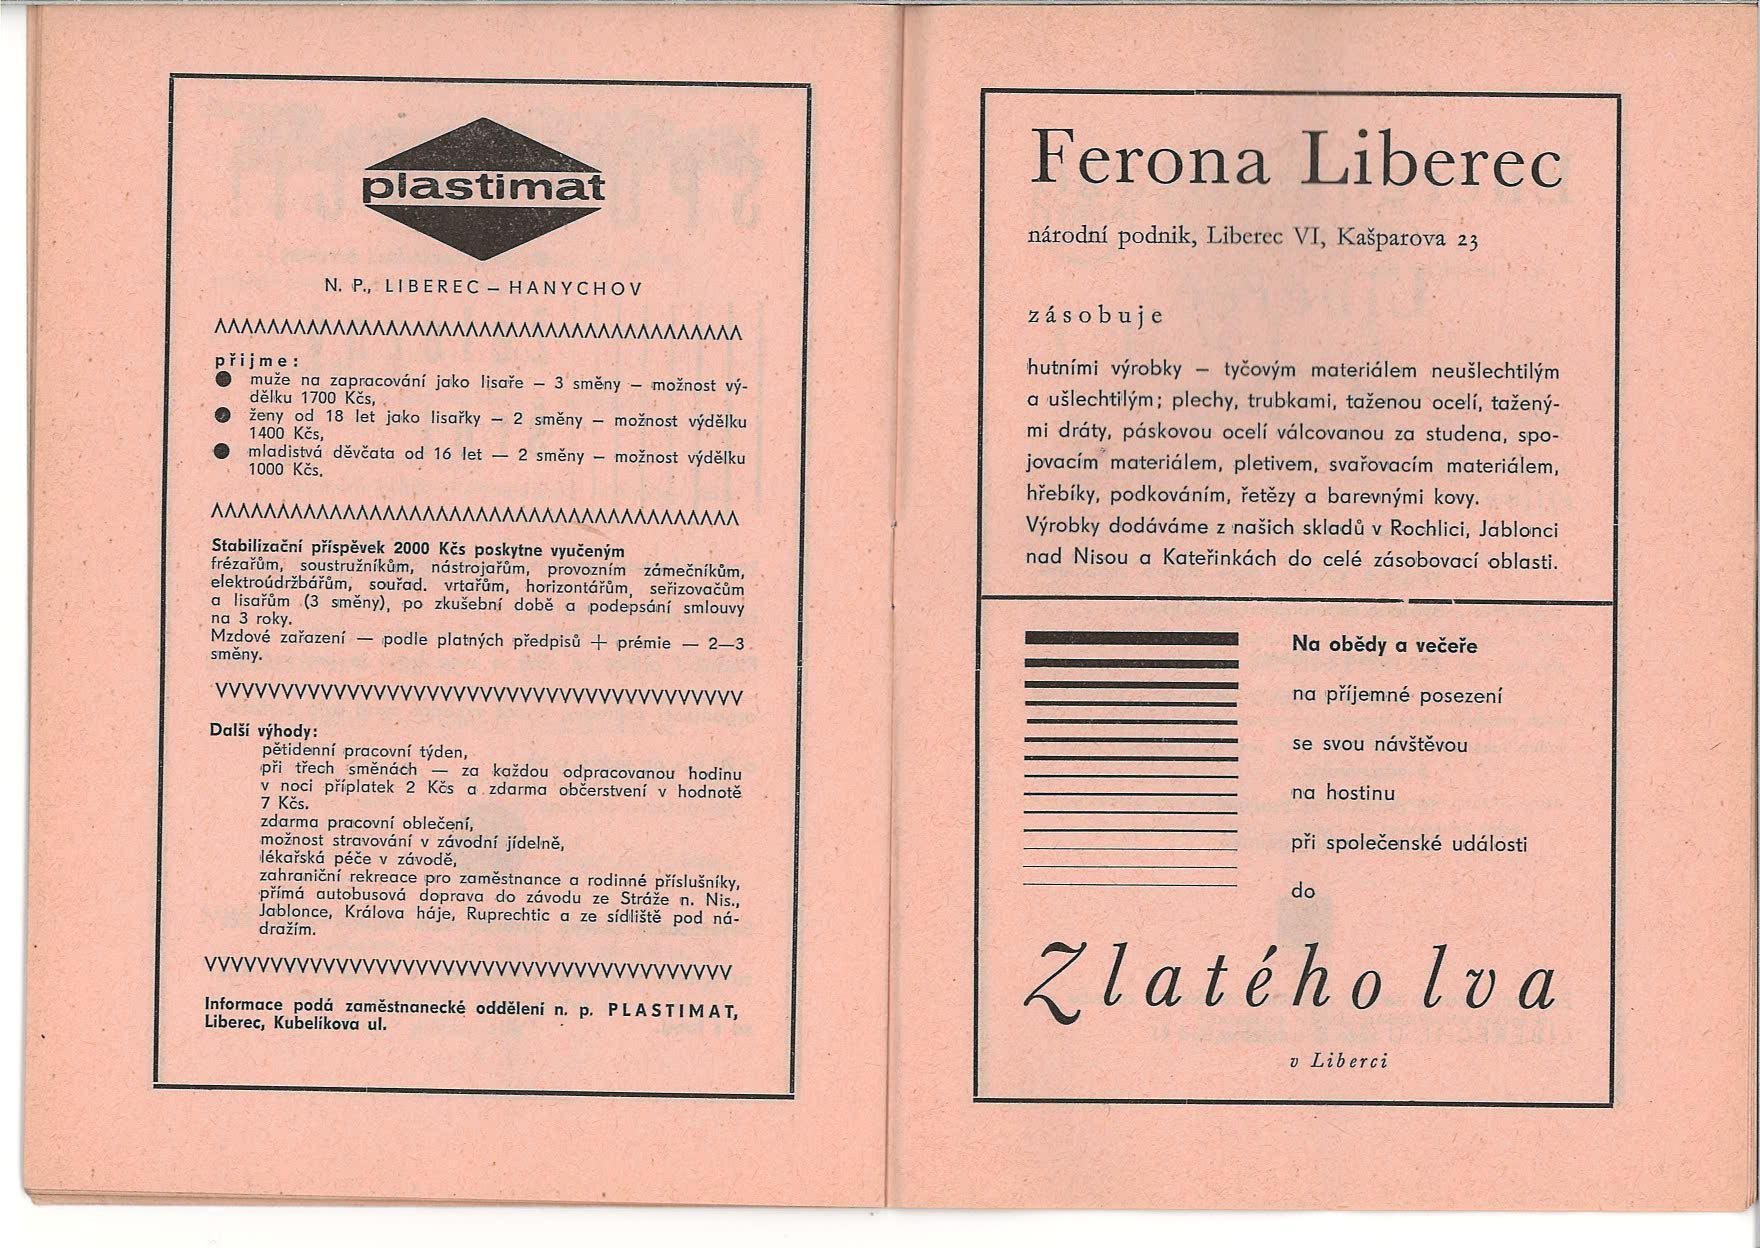 plastimat
N. P., LIBEREC – HANYCHOV
přijme:
muže na zapracování jako lisaře – 3 směny – možnost vý-
dělku 1700 Kčs,
ženy od 18 let jako lisařky – 2 směny – možnost výdělku
1400 Kčs,
mladistvá děvčata od 16 let — 2 směny – možnost výdělku
1000 Kčs.
Stabilizační příspěvek 2000 Kčs poskytne vyučeným
frézařům, soustružníkům, nástrojařům, provozním zámečníkům,
elektroúdržbářům, souřad. vrtařům, horizontářům, seřizovačům
a lisařům (3 směny), po zkušební době a podepsání smlouvy
na 3 roky.
Mzdové zařazení — podle platných předpisů + prémie — 2—3
směny.
Další výhody:
pětidenní pracovní týden,
při třech směnách — za každou odpracovanou hodinu
v noci příplatek 2 Kčs a zdarma občerstvení v hodnotě
7 Kčs.
zdarma pracovní oblečení,
možnost stravování v závodní jídelně,
lékařská péče v závodě,
zahraniční rekreace pro zaměstnance a rodinné příslušníky,
přímá autobusová doprava do závodu ze Stráže n. Nis.,
Jablonce, Králova háje, Ruprechtic a ze sídliště pod ná-
dražím.
Informace podá zaměstnanecké oddělení n. p. PLASTIMAT,
Liberec, Kubelíkova ul.
Ferona Liberec
národní podnik, Liberec VI, Kašparova 23
zásobuje
hutními výrobky – tyčovým materiálem neušlechtilým
a ušlechtilým; plechy, trubkami, taženou ocelí, tažený-
mi dráty, páskovou ocelí válcovanou za studena, spo-
jovacím materiálem, pletivem, svařovacím materiálem,
hřebíky, podkováním, řetězy a barevnými kovy.
Výrobky dodáváme z našich skladů v Rochlici, Jablonci
nad Nisou a Kateřinkách do celé zásobovací oblasti.
Na obědy a večeře
na příjemné posezení
se svou návštěvou
na hostinu
při společenské události
do
Zlatého lva
v Liberci